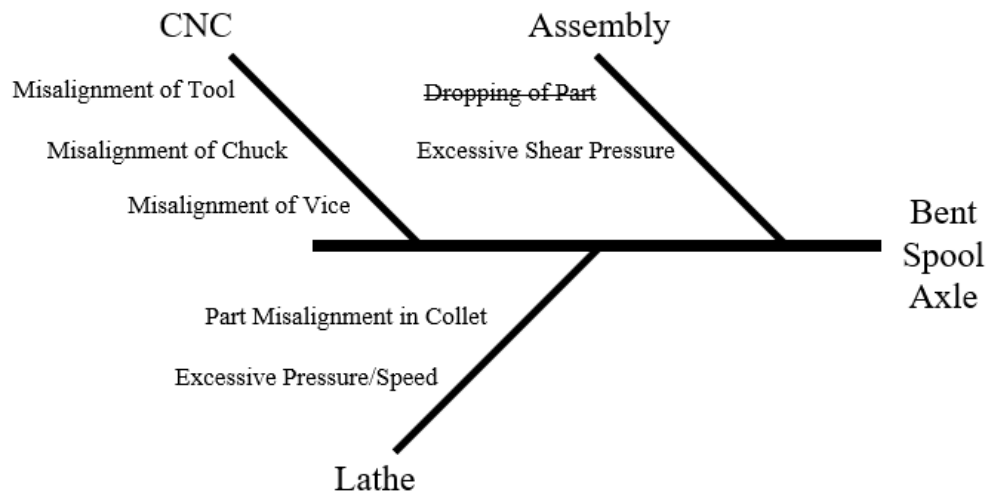 CNC
Assembly
Misalignment of Tool
Dropping of Part
Misalignment of Chuck
Excessive Shear Pressure
Misalignment of Vice
Bent
Spool
Axle
Part Misalignment in Collet
Excessive Pressure/Speed
Lathe